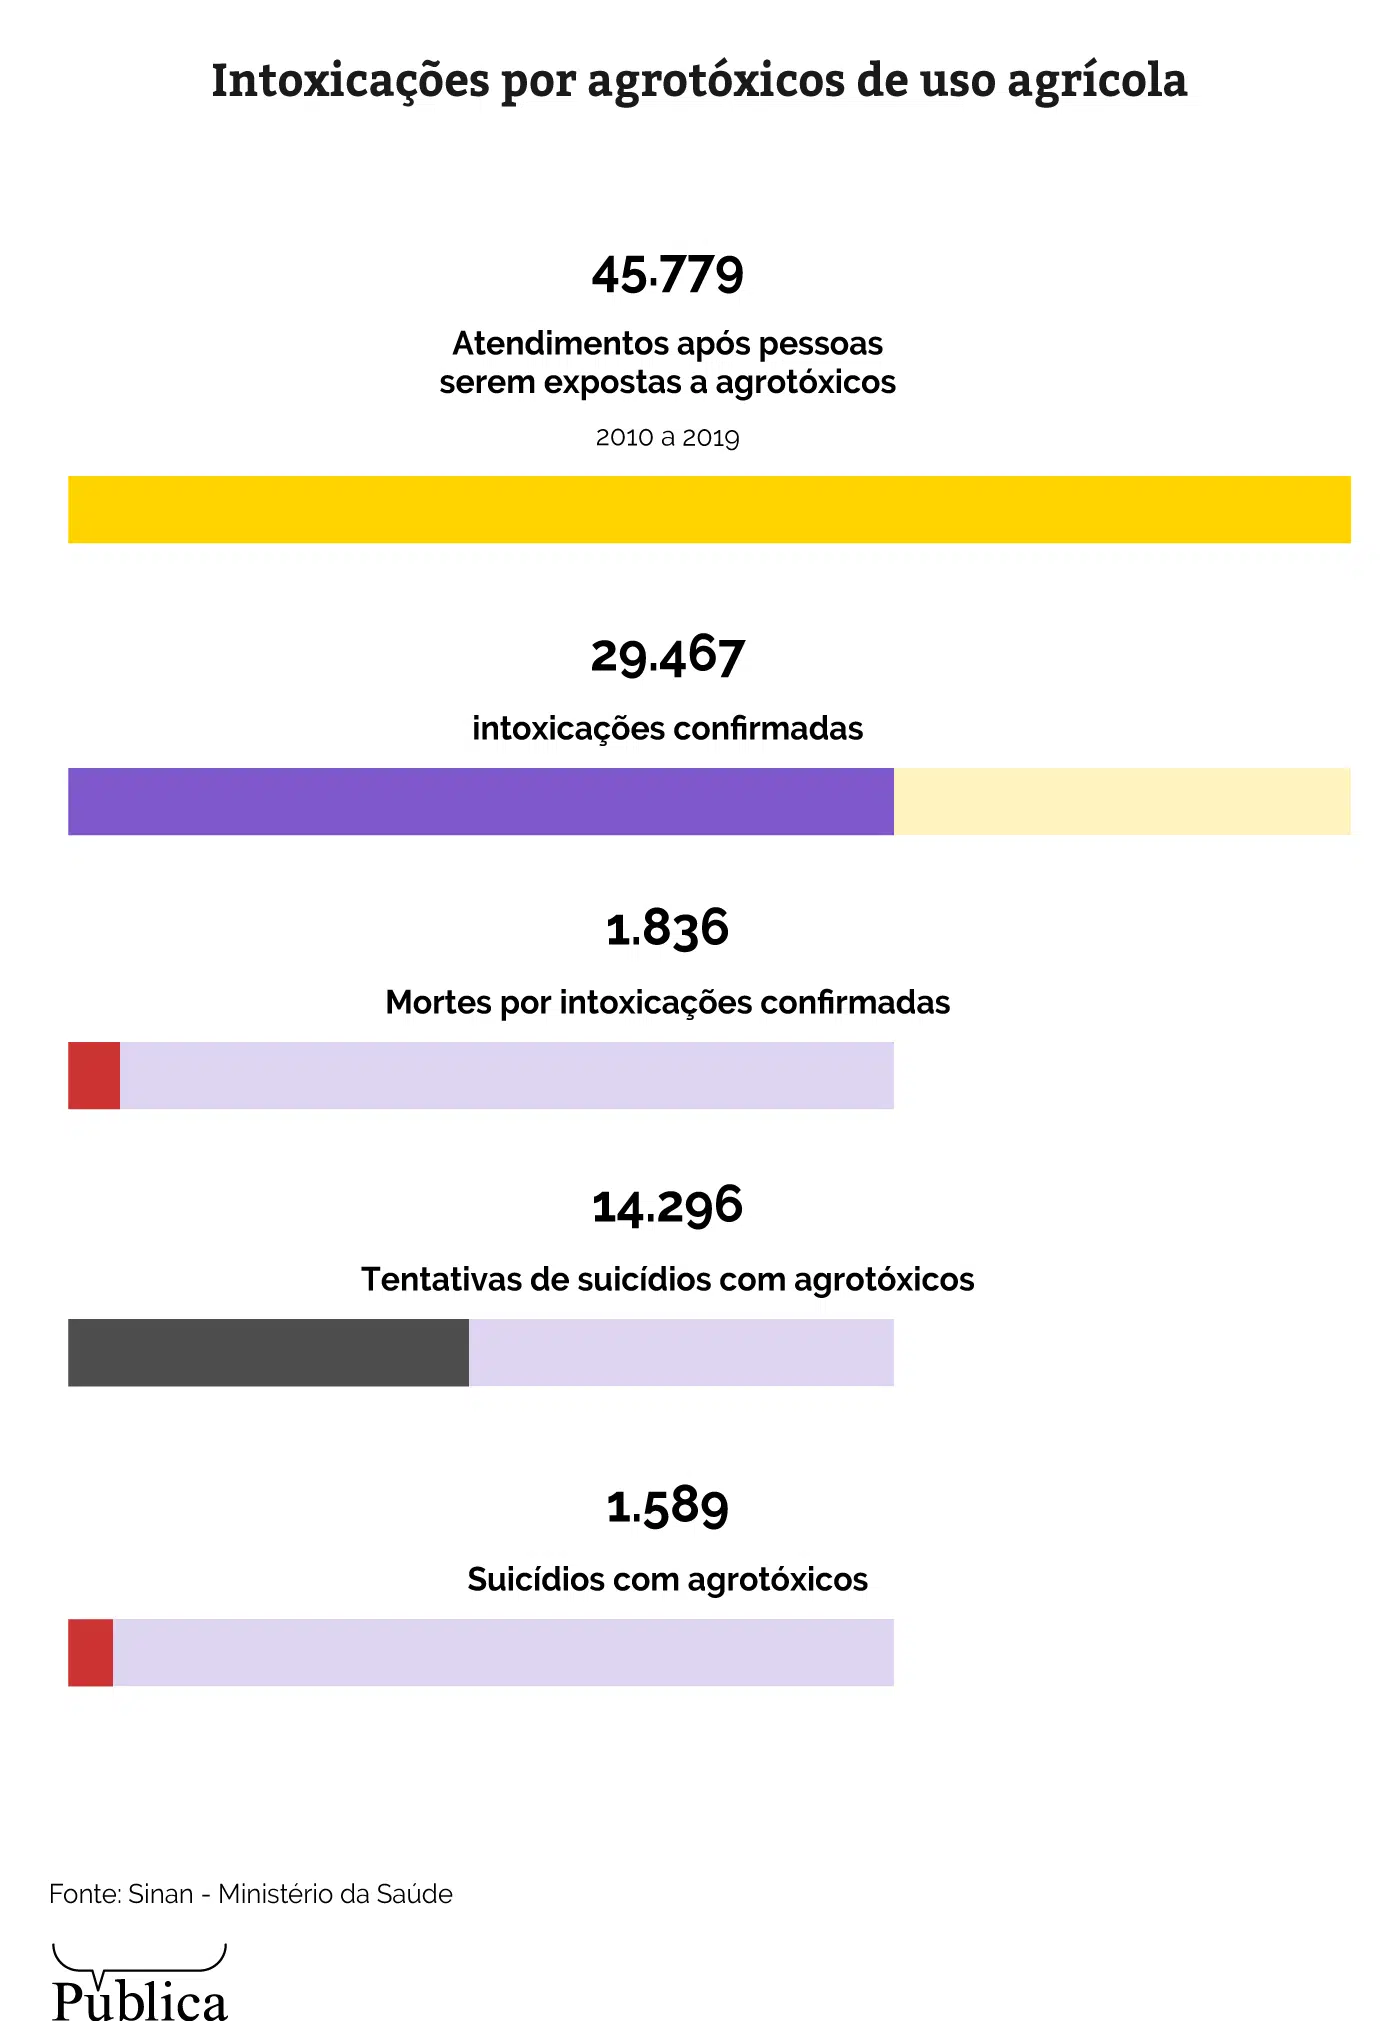 Intoxicações por agrotóxicos de uso agrícola
45.779
Atendimentos após pessoas
serem expostas a agrotóxicos
2010 a 2019
29.467
intoxicações confirmadas
1.836
Mortes por intoxicações confirmadas
14.296
Tentativas de suicídios com agrotóxicos
1.589
Suicídios com agrotóxicos
Fonte: Sinan - Ministério da Saúde
Pública